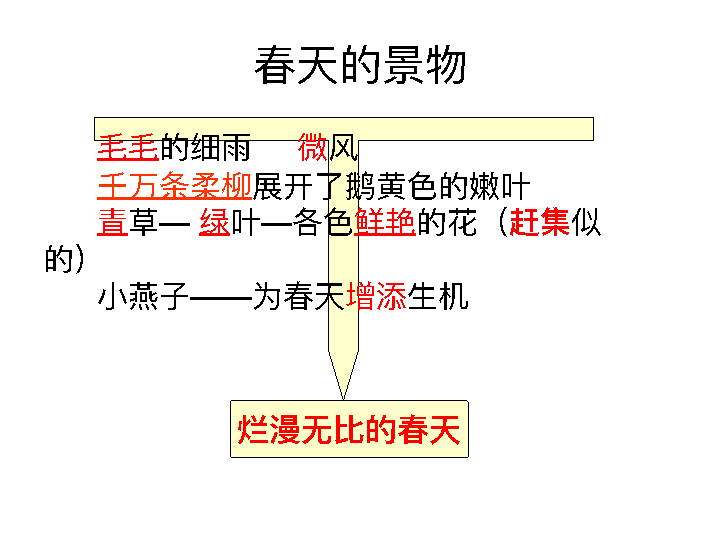 春天的景物
毛毛的细雨 微风
千万条柔柳展开了鹅黄色的嫩叶
青草— 绿叶—各色鲜艳的花（赶集似
的）
小燕子——为春天增添生机
烂漫无比的春天